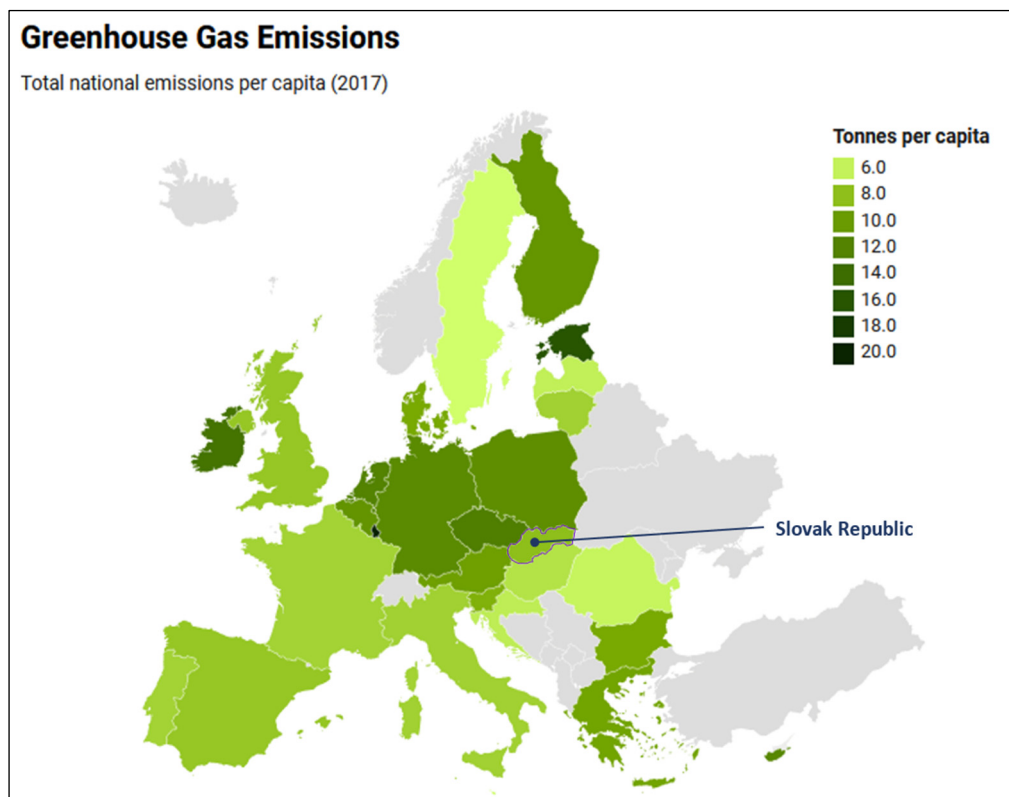 Greenhouse Gas Emissions
Total national emissions per capita (2017)
Tonnes per capita
6.0
8.0
10.0
12.0
14.0
16.0
18.0
20.0
Slovak Republic